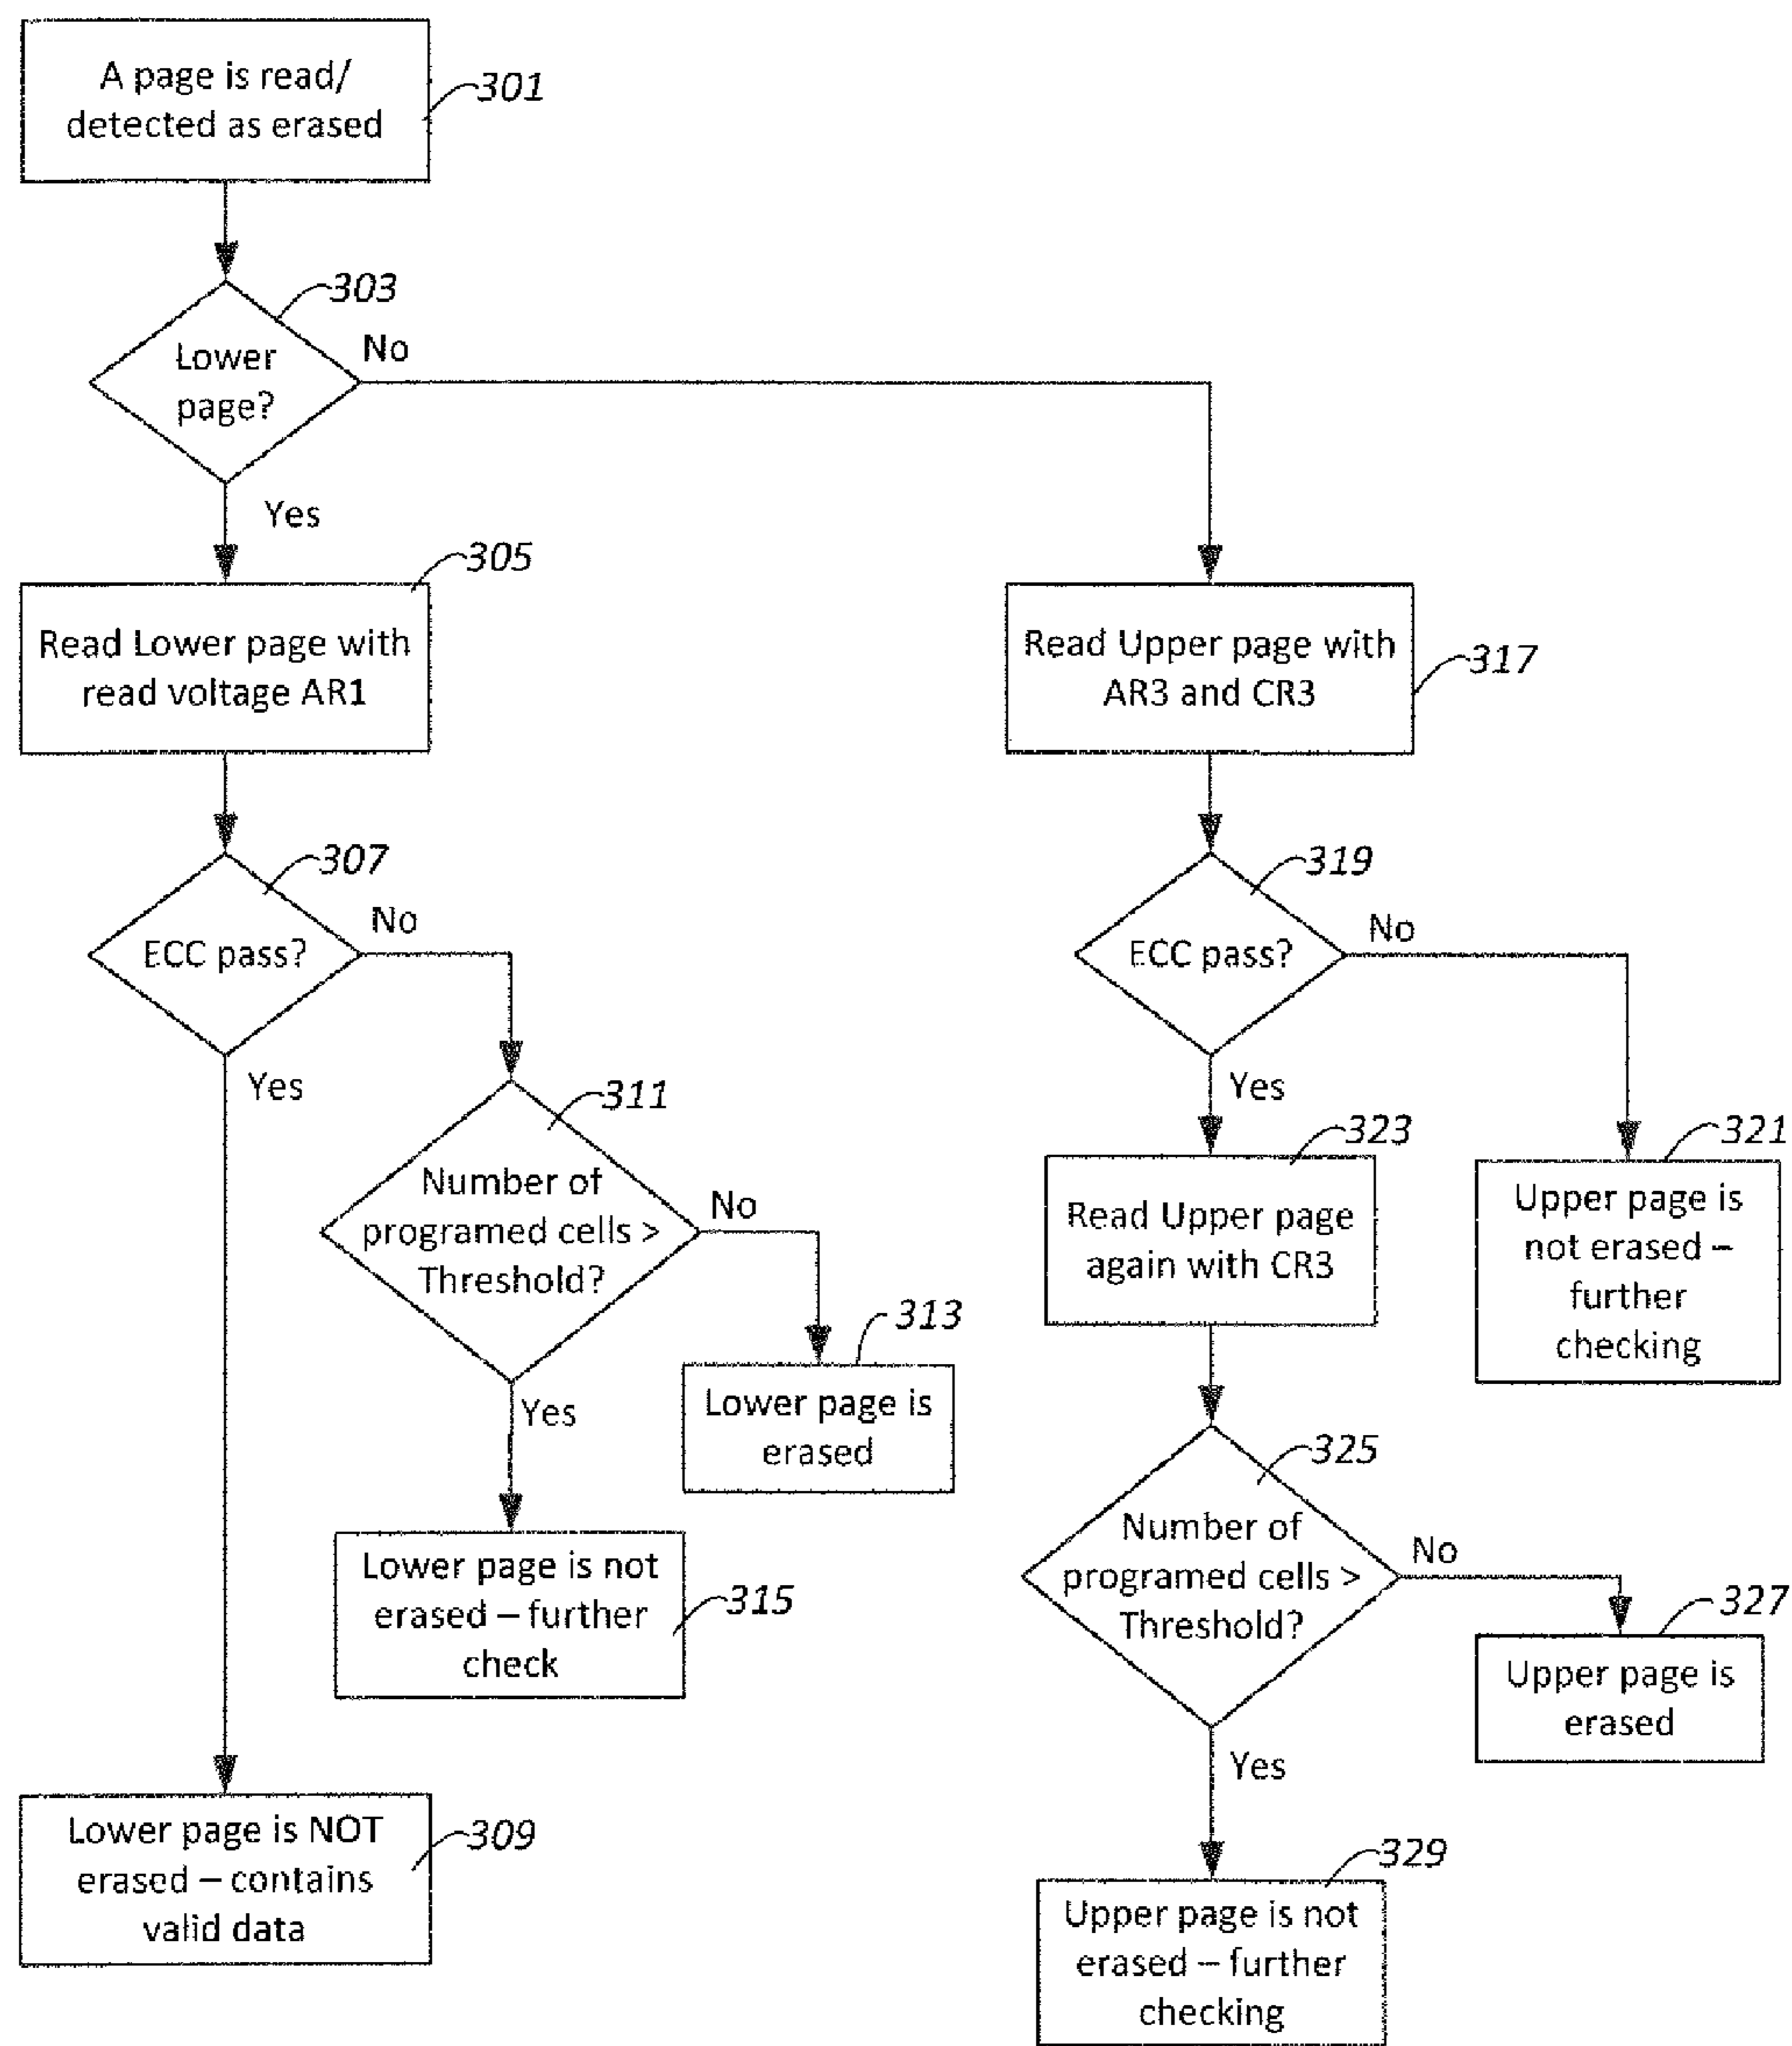 A page is read/
detected as erased
301
303
Lower
page?
No
Yes
305
Read Lower page with
read voltage AR1
Read Upper page with
AR3 and CR3
317
307
ECC pass?
No
Yes
319
ECC pass?
No
Yes
311
Number of
programed cells >
Threshold?
No
Yes
323
Read Upper page
again with CR3
321
Upper page is
not erased –
further
checking
313
Lower page is
erased
315
Lower page is not
erased – further
check
325
Number of
programed cells >
Threshold?
No
Yes
327
Upper page is
erased
309
Lower page is NOT
erased – contains
valid data
329
Upper page is not
erased – further
checking